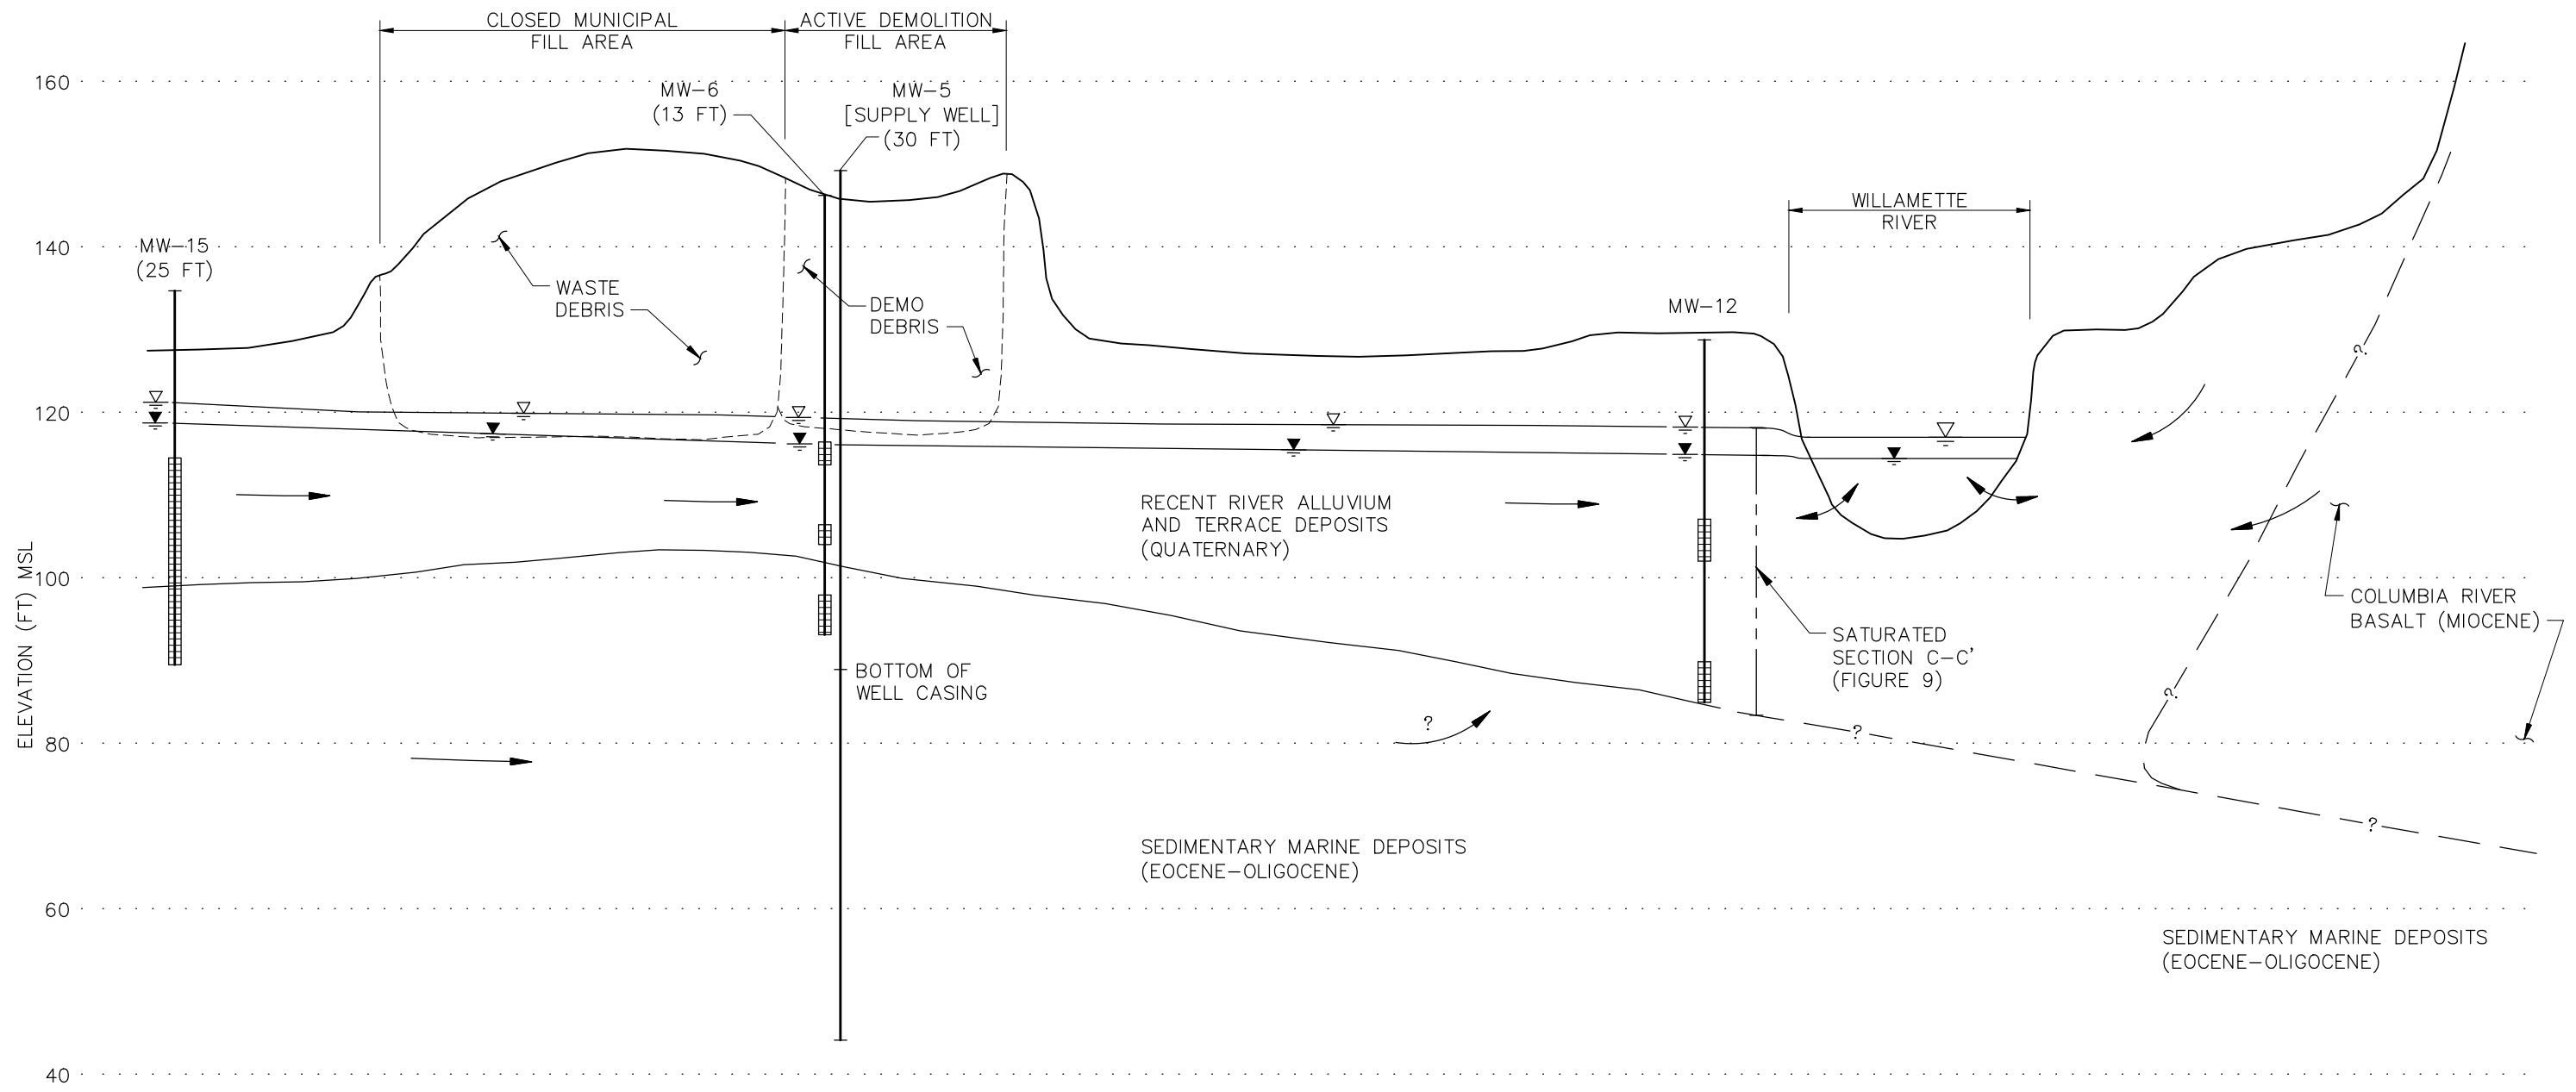 CLOSED MUNICIPAL
FILL AREA
ACTIVE DEMOLITION
FILL AREA
160
MW-6
(13 FT)
MW-5
[SUPPLY WELL]
(30 FT)
WILLAMETTE
RIVER
140
MW-15
(25 FT)
WASTE
DEBRIS
DEMO
DEBRIS
MW-12
?
120
RECENT RIVER ALLUVIUM
AND TERRACE DEPOSITS
(QUATERNARY)
100
ELEVATION (FT) MSL
COLUMBIA RIVER
BASALT (MIOCENE)
SATURATED
SECTION C-C'
(FIGURE 9)
BOTTOM OF
WELL CASING
?
?
?
80
?
SEDIMENTARY MARINE DEPOSITS
(EOCENE-OLIGOCENE)
60
SEDIMENTARY MARINE DEPOSITS
(EOCENE-OLIGOCENE)
40